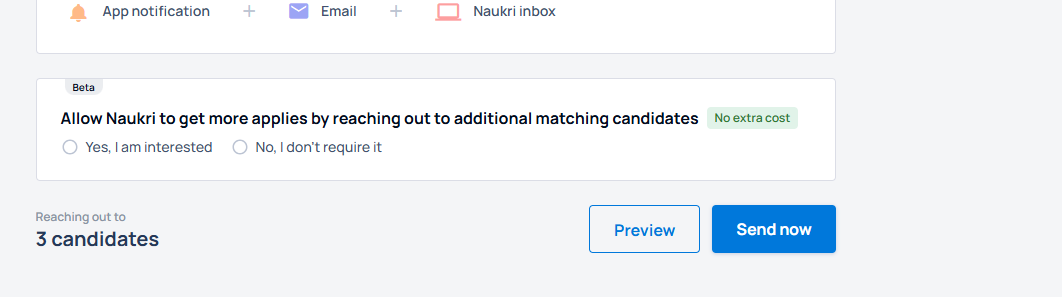 App notification + Email + Naukri inbox
Beta
Allow Naukri to get more applies by reaching out to additional matching candidates No extra cost
Yes, I am interested No, I don't require it
Reaching out to
3 candidates
Preview Send now